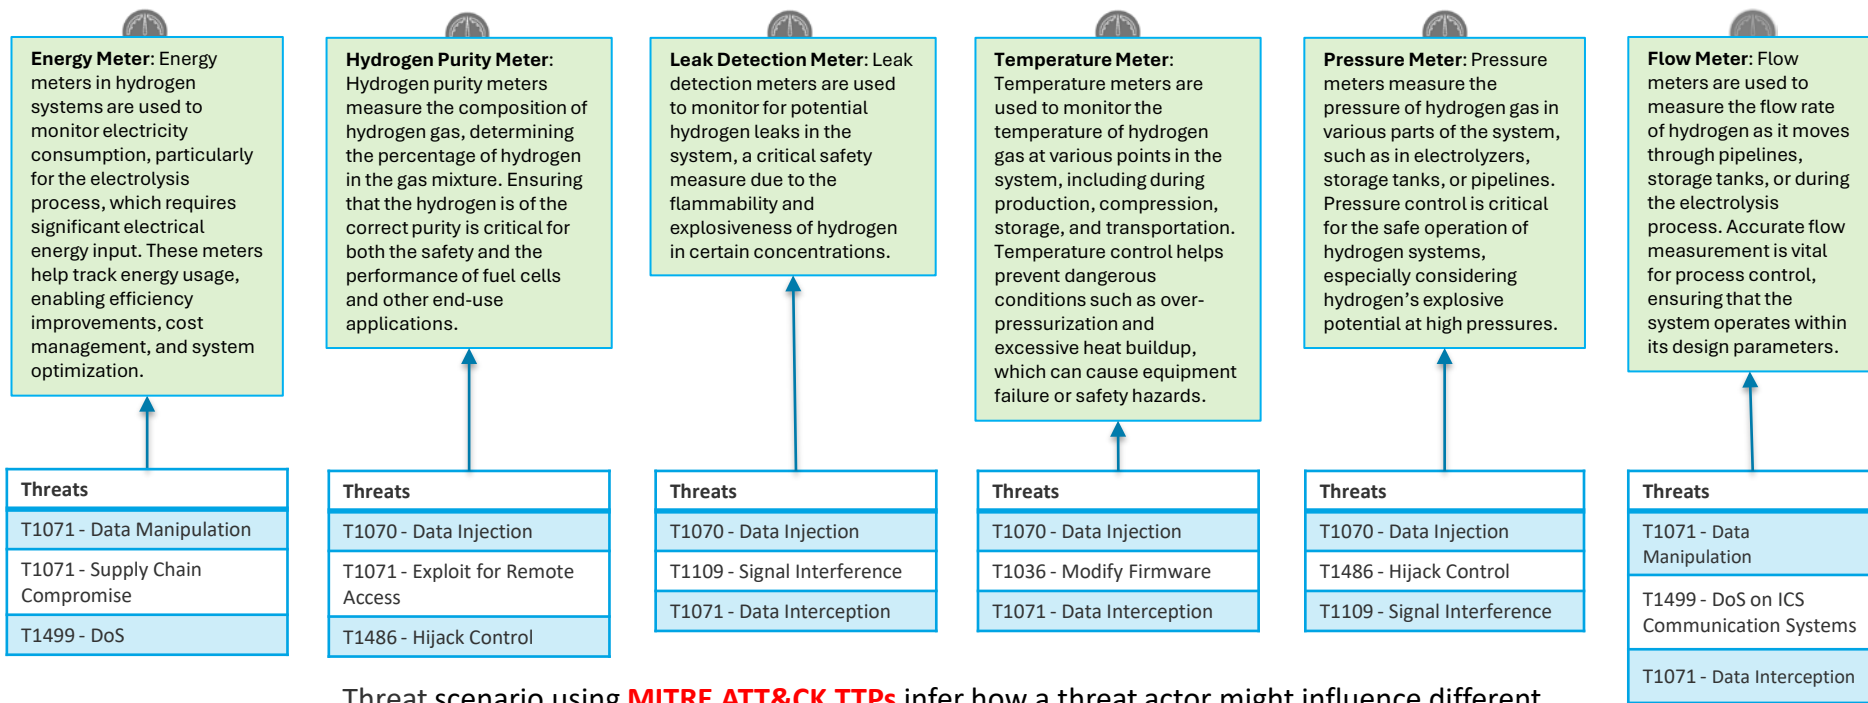 Energy Meter: Energy
meters in hydrogen
systems are used to
monitor electricity
consumption, particularly
for the electrolysis
process, which requires
significant electrical
energy input. These meters
help track energy usage,
enabling efficiency
improvements, cost
management, and system
optimization.
Hydrogen Purity Meter:
Hydrogen purity meters
measure the composition of
hydrogen gas, determining
the percentage of hydrogen
in the gas mixture. Ensuring
that the hydrogen is of the
correct purity is critical for
both the safety and the
performance of fuel cells
and other end-use
applications.
Leak Detection Meter: Leak
detection meters are used
to monitor for potential
hydrogen leaks in the
system, a critical safety
measure due to the
flammability and
explosiveness of hydrogen
in certain concentrations.
Temperature Meter:
Temperature meters are
used to monitor the
temperature of hydrogen
gas at various points in the
system, including during
production, compression,
storage, and transportation.
Temperature control helps
prevent dangerous
conditions such as over-
pressurization and
excessive heat buildup,
which can cause equipment
failure or safety hazards.
Pressure Meter: Pressure
meters measure the
pressure of hydrogen gas in
various parts of the system,
such as in electrolyzers,
storage tanks, or pipelines.
Pressure control is critical
for the safe operation of
hydrogen systems,
especially considering
hydrogen's explosive
potential at high pressures.
Flow Meter: Flow
meters are used to
measure the flow rate
of hydrogen as it moves
through pipelines,
storage tanks, or during
the electrolysis
process. Accurate flow
measurement is vital
for process control,
ensuring that the
system operates within
its design parameters.
Threats
T1071 - Data Manipulation
T1071 - Supply Chain
Compromise
T1499 - DoS
Threats
T1070 - Data Injection
T1071 - Exploit for Remote
Access
T1486 - Hijack Control
Threats
T1070 - Data Injection
T1109 - Signal Interference
T1071 - Data Interception
Threats
T1070 - Data Injection
T1036 - Modify Firmware
T1071 - Data Interception
Threats
T1070 - Data Injection
T1486 - Hijack Control
T1109 - Signal Interference
Threats
T1071 - Data
Manipulation
T1499 - DoS on ICS
Communication Systems
T1071 - Data Interception
Threat scenario using MITRE ATT&CK TTPs infer how a threat actor might influence different